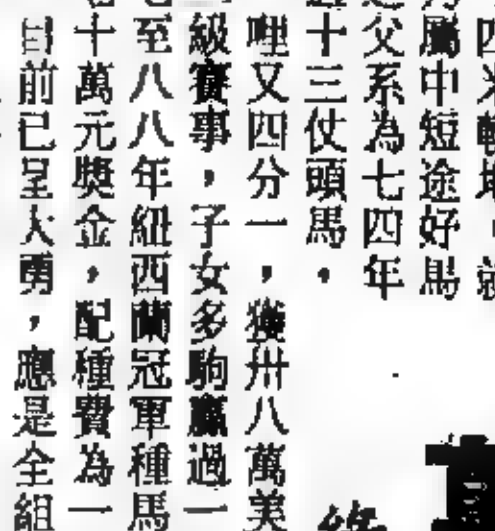 四米
屬中短途好馬
父系為七四年
十三仗頭馬。
哩又四分一，獲卅八萬美
級賽事，子女多駒贏過一
至八八年紐西蘭冠軍種馬
十萬元獎金，配種費為一
目前已呈大勇，應是全組